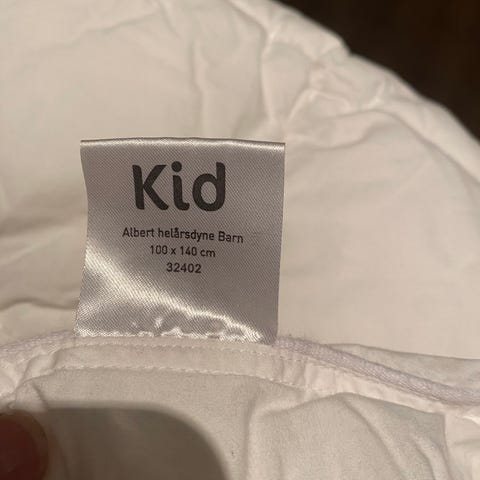 Kid
Albert helårsdyne Barn
100 x 140 cm
32402